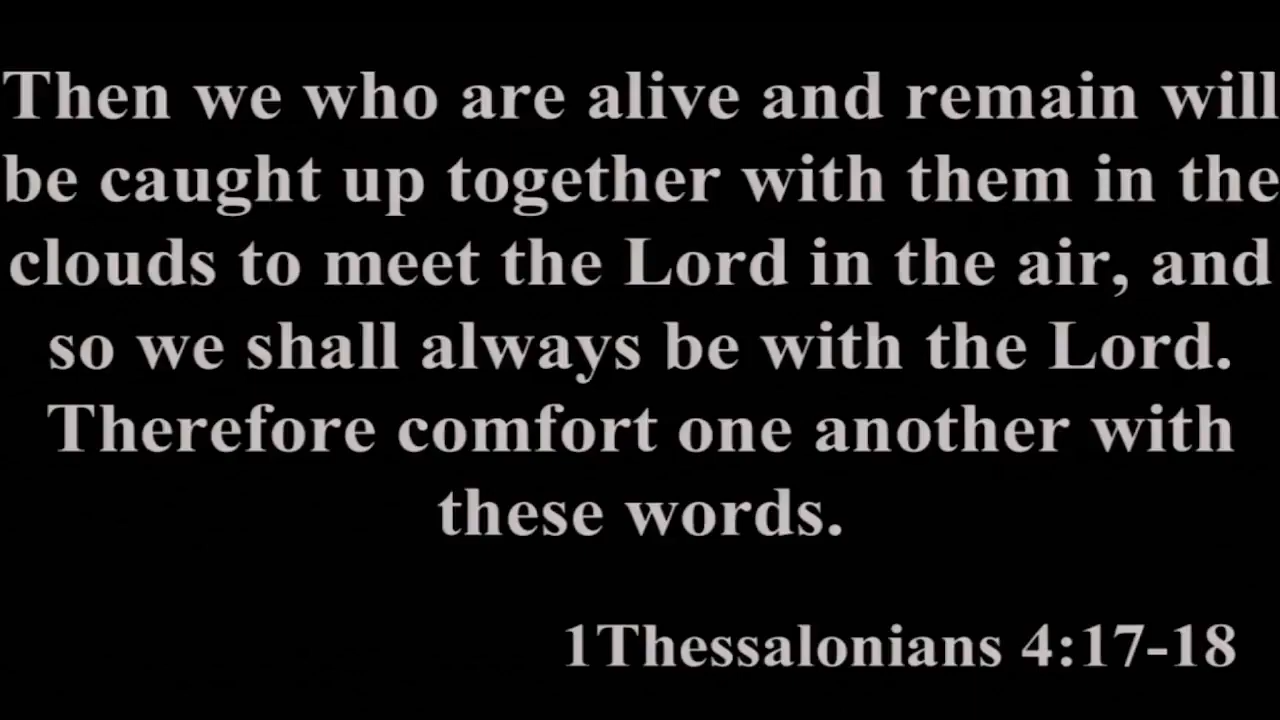 Then we who are alive and remain will
be caught up together with them in the
clouds to meet the Lord in the air, and
so we shall always be with the Lord.
Therefore comfort one another with
these words.
1Thessalonians 4:17-18